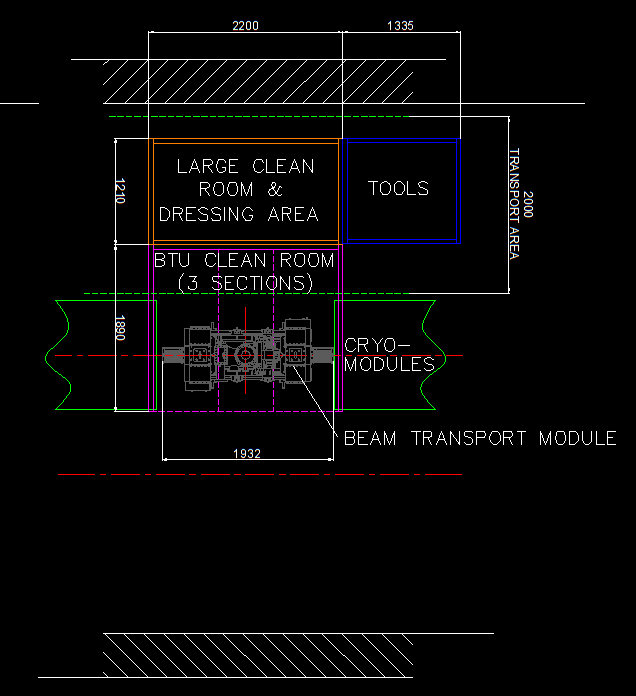 2200
1335
LARGE CLEAN
ROOM &
DRESSING AREA
TOOLS
1210
2000
TRANSPORT AREA
BTU CLEAN ROOM
(3 SECTIONS)
1890
CRYO-
MODULES
BEAM TRANSPORT MODULE
1932